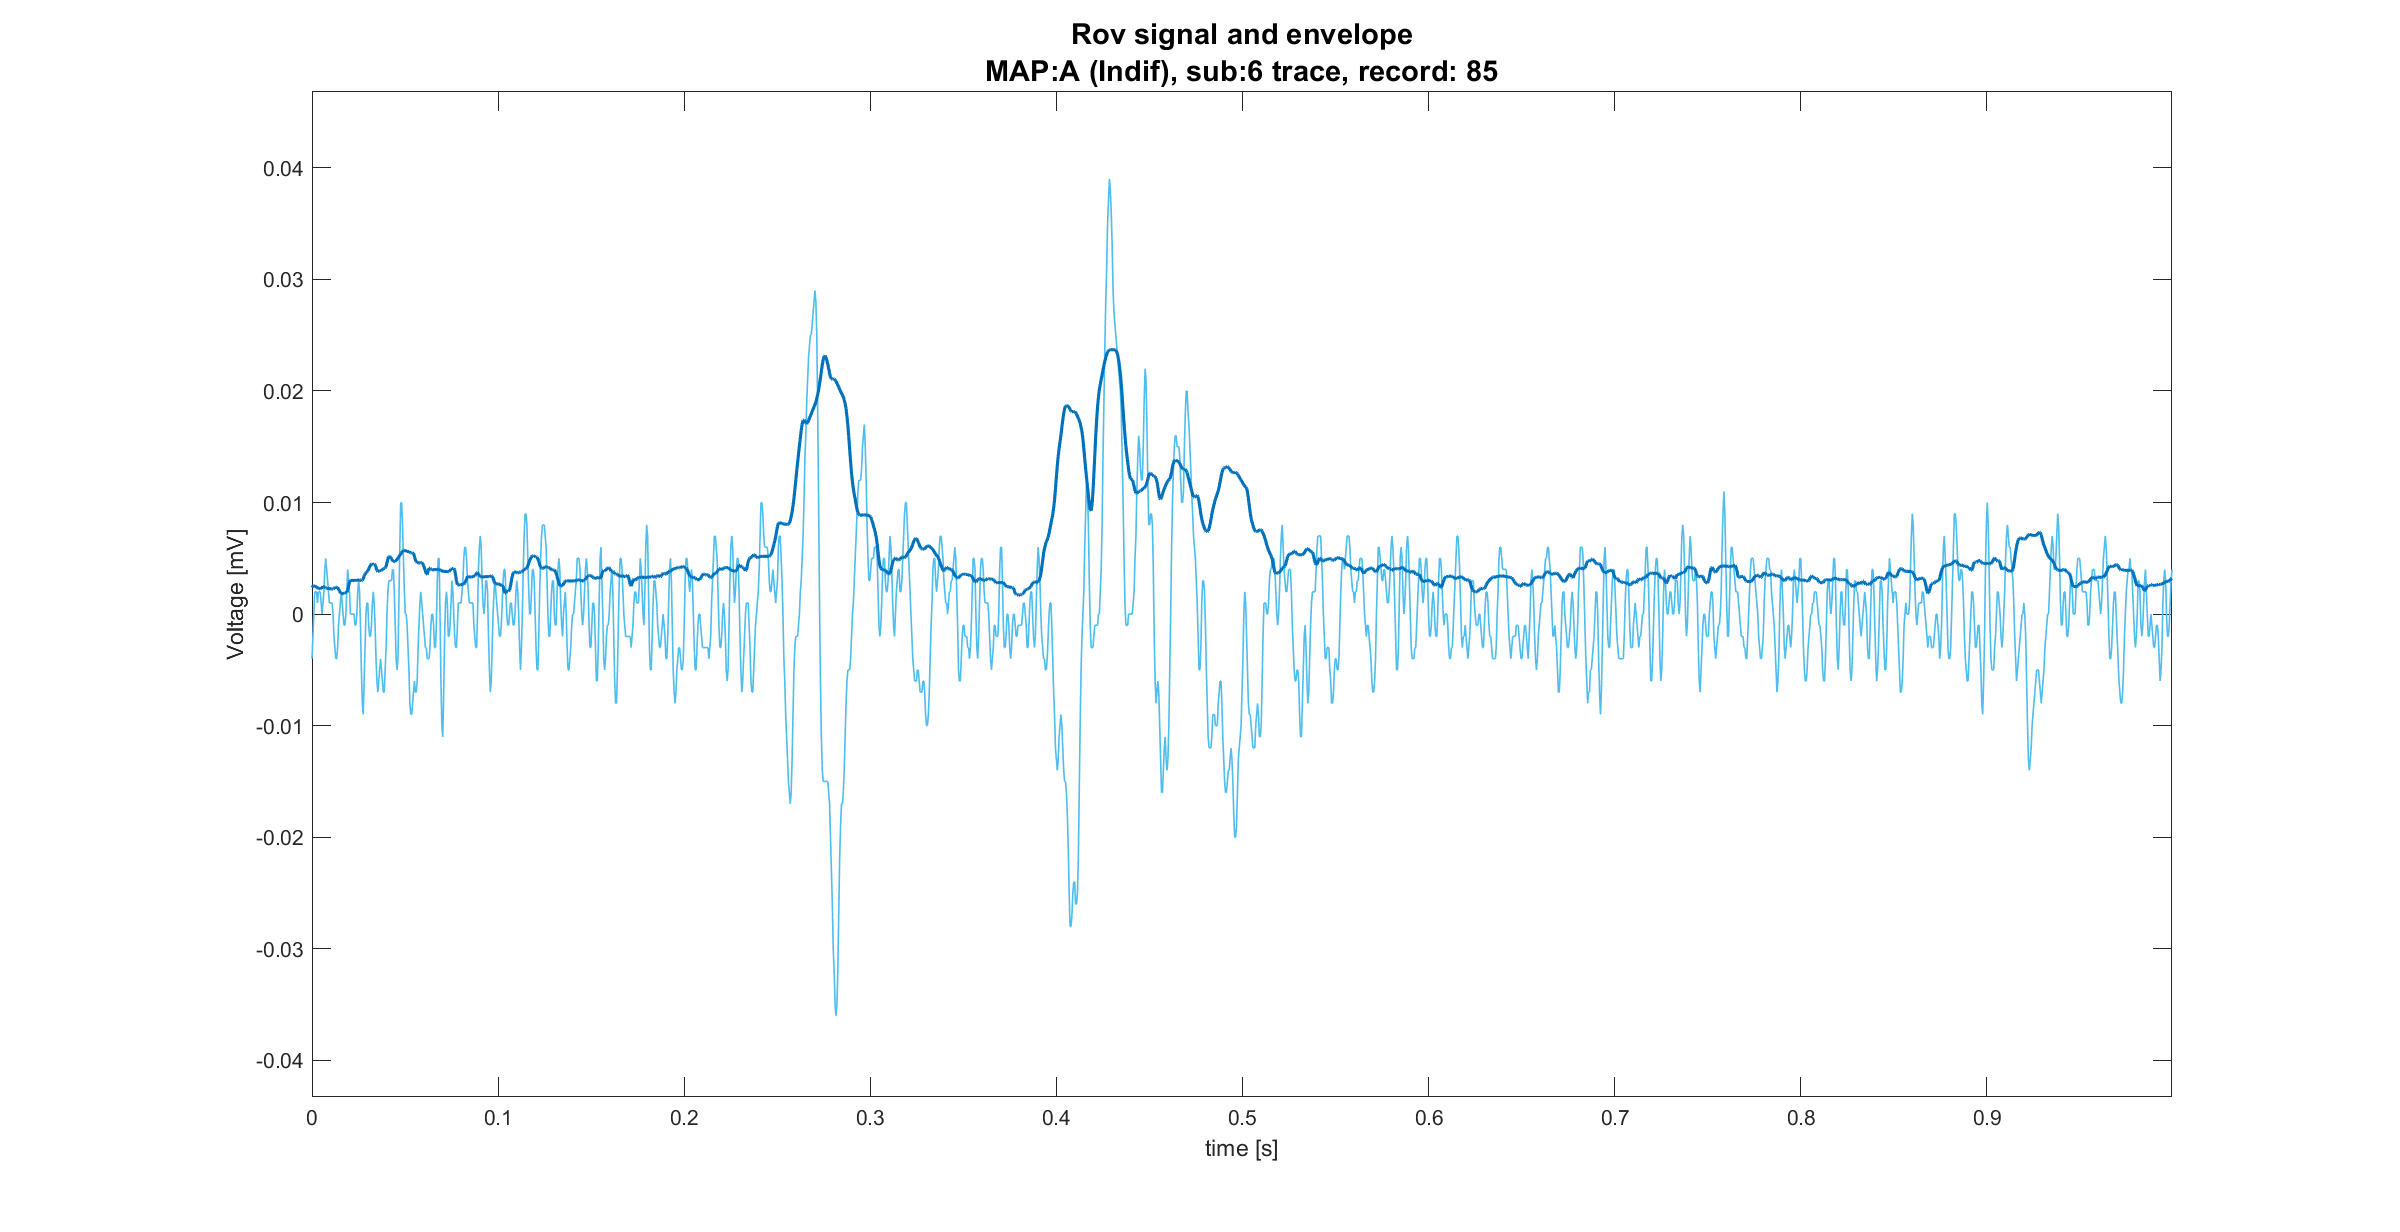 Rov signal and envelope
MAP:A (Indif), sub:6 trace, record: 85
Voltage [mV]
0.04
0.03
0.02
0.01
0
-0.01
-0.02
-0.03
-0.04
0 0.1 0.2 0.3 0.4 0.5 0.6 0.7 0.8 0.9
time [s]